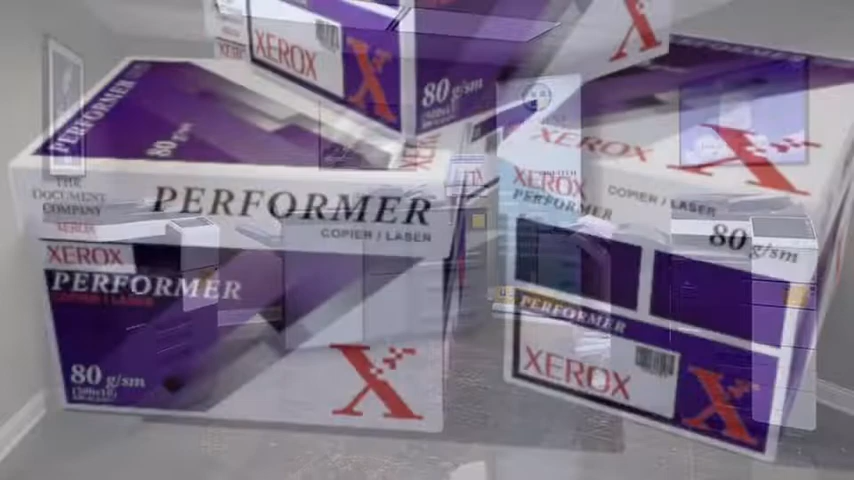 XEROX
80 g/sm
PERFORMER
80 g/sm
THE
DOCUMENT
COMPANY
XEROX
PERFORMER
COPIER / LASER
XEROX
PERFORMER
COPIER / LASER
80 g/sm
PERFORMER
XEROX
XEROX
PERFORMER
COPIER / LASER
80 g/sm
PERFORMER
XEROX